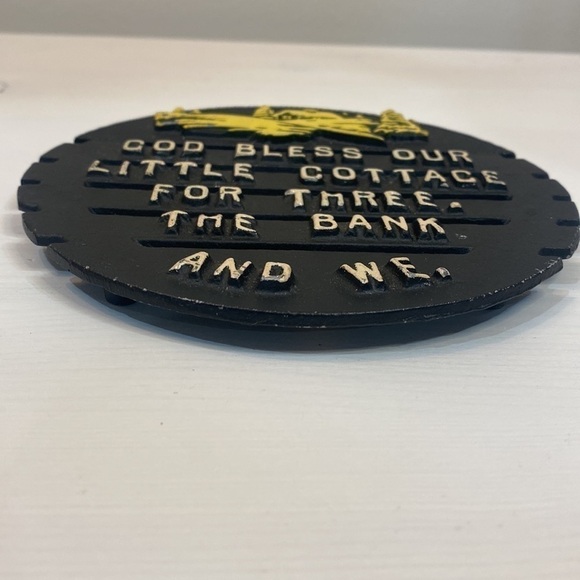 GOD BLESS OUR
LITTLE COTTAGE
FOR THREE.
THE BANK
AND WE.